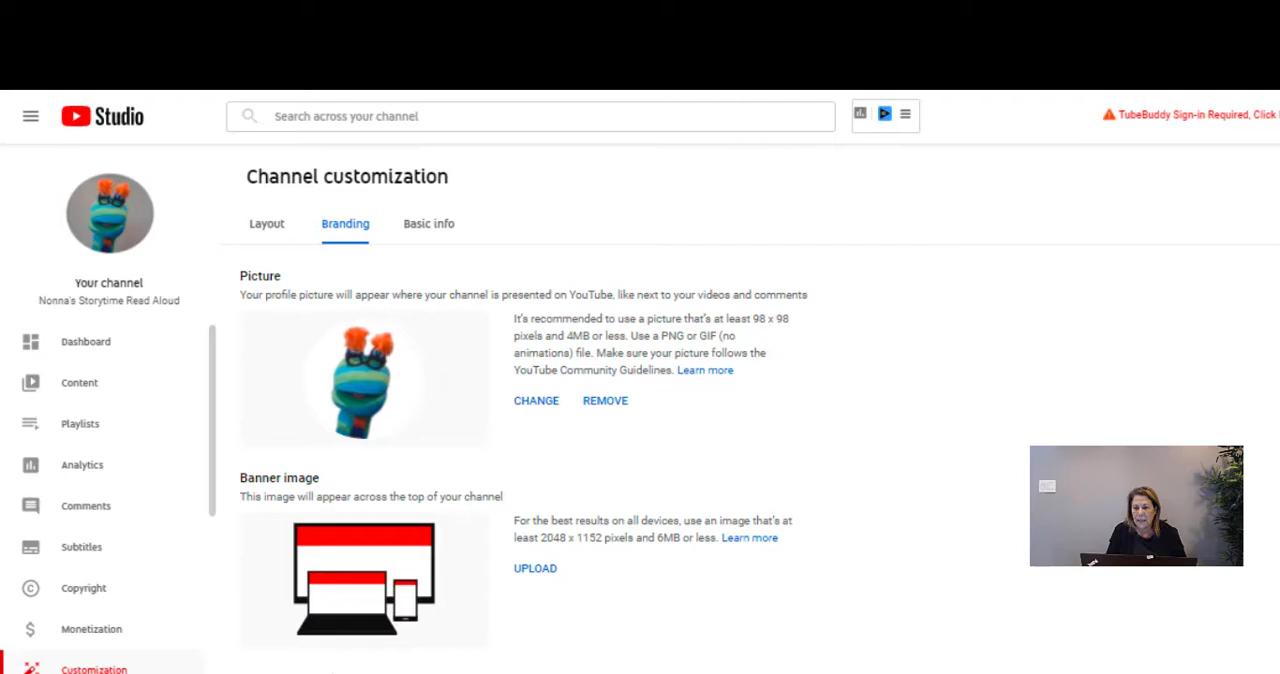 Studio
Search across your channel
TubeBuddy Sign-in Required, Click
Channel customization
Layout
Branding
Basic info
Your channel
Nonna's Storytime Read Aloud
Dashboard
Content
Playlists
Analytics
Comments
Subtitles
Copyright
Monetization
Customization
Picture
Your profile picture will appear where your channel is presented on YouTube, like next to your videos and comments
It's recommended to use a picture that's at least 98 x 98
pixels and 4MB or less. Use a PNG or GIF (no
animations) file. Make sure your picture follows the
YouTube Community Guidelines. Learn more
CHANGE
REMOVE
Banner image
This image will appear across the top of your channel
For the best results on all devices, use an image that's at
least 2048 x 1152 pixels and 6MB or less. Learn more
UPLOAD